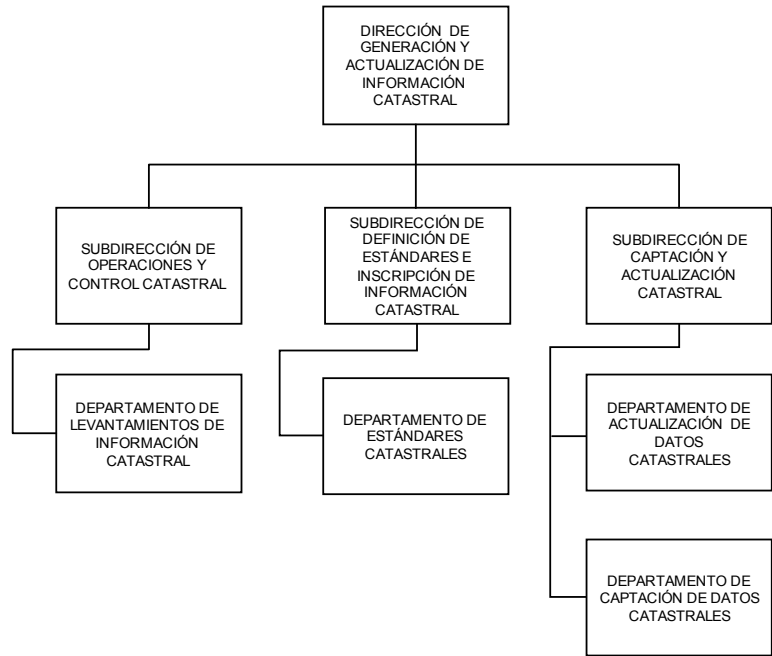 DIRECCIÓN DE
GENERACIÓN Y
ACTUALIZACIÓN DE
INFORMACIÓN
CATASTRAL
SUBDIRECCIÓN DE
OPERACIONES Y
CONTROL CATASTRAL
SUBDIRECCIÓN DE
DEFINICIÓN DE
ESTÁNDARES E
INSCRIPCIÓN DE
INFORMACIÓN
CATASTRAL
SUBDIRECCIÓN DE
CAPTACIÓN Y
ACTUALIZACIÓN
CATASTRAL
DEPARTAMENTO DE
LEVANTAMIENTOS DE
INFORMACIÓN
CATASTRAL
DEPARTAMENTO DE
ESTÁNDARES
CATASTRALES
DEPARTAMENTO DE
ACTUALIZACIÓN DE
DATOS
CATASTRALES
DEPARTAMENTO DE
CAPTACIÓN DE DATOS
CATASTRALES